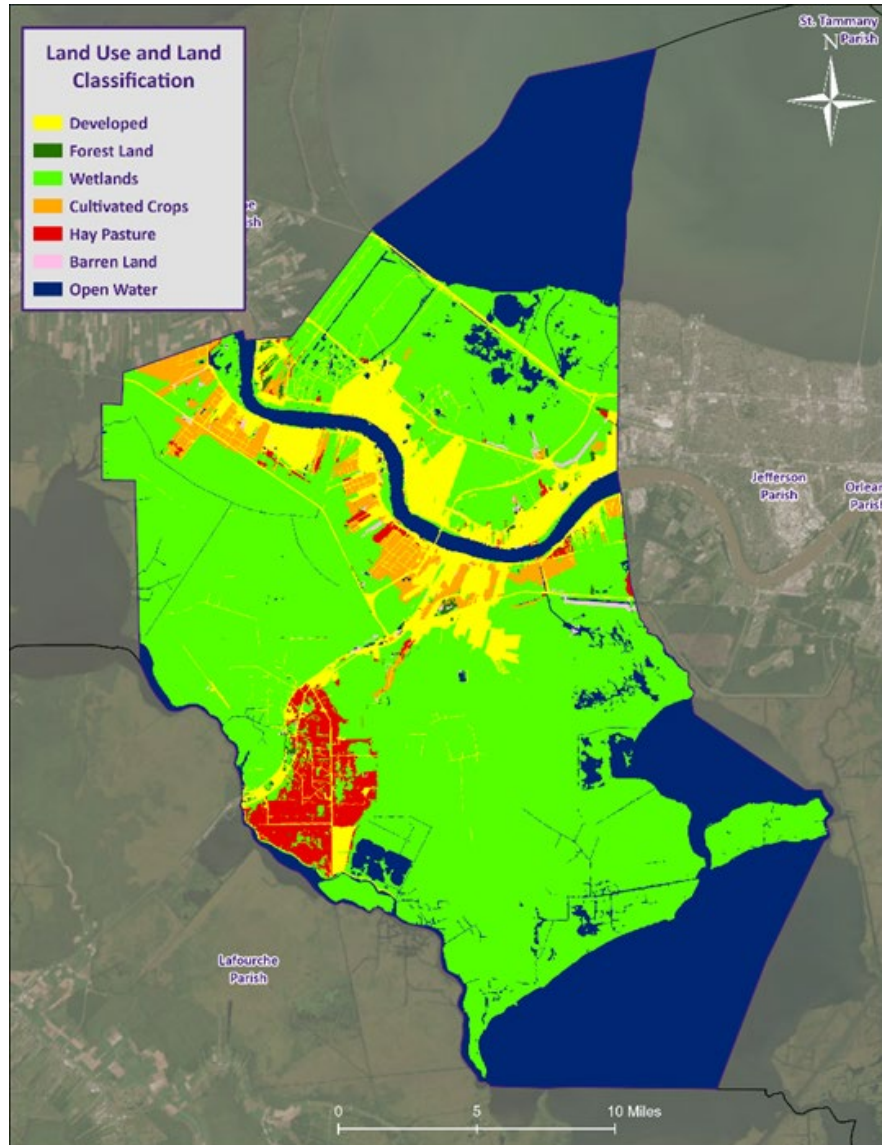 Land Use and Land
Classification
Developed
Forest Land
Wetlands
Cultivated Crops
Hay Pasture
Barren Land
Open Water
St. Tammany
Parish
N
Jefferson
Parish
Parish
Lafourche
Parish
0 5 10 Miles